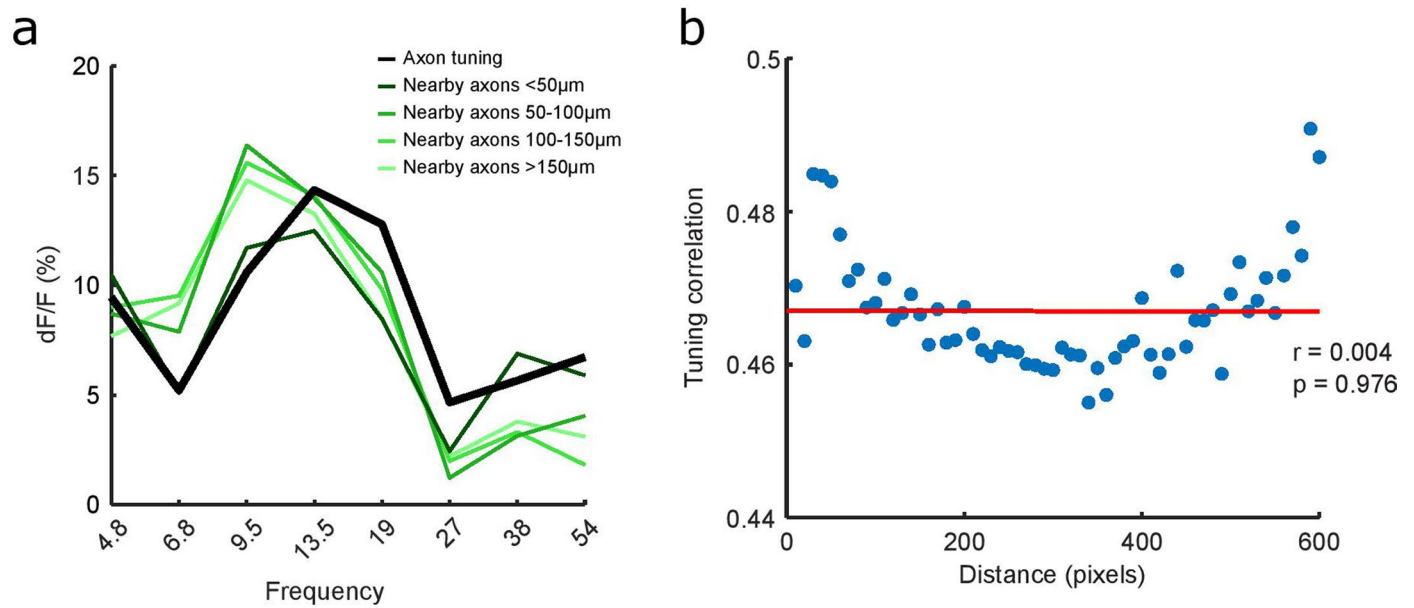 a
20
15
10
5
0
dF/F (%)
Axon tuning
Nearby axons <50µm
Nearby axons 50-100µm
Nearby axons 100-150µm
Nearby axons >150µm
4.8 6.8 9.5 13.5 19 27 38 54
Frequency
b
0.5
0.48
0.46
0.44
Tuning correlation
r = 0.004
p = 0.976
0 200 400 600
Distance (pixels)